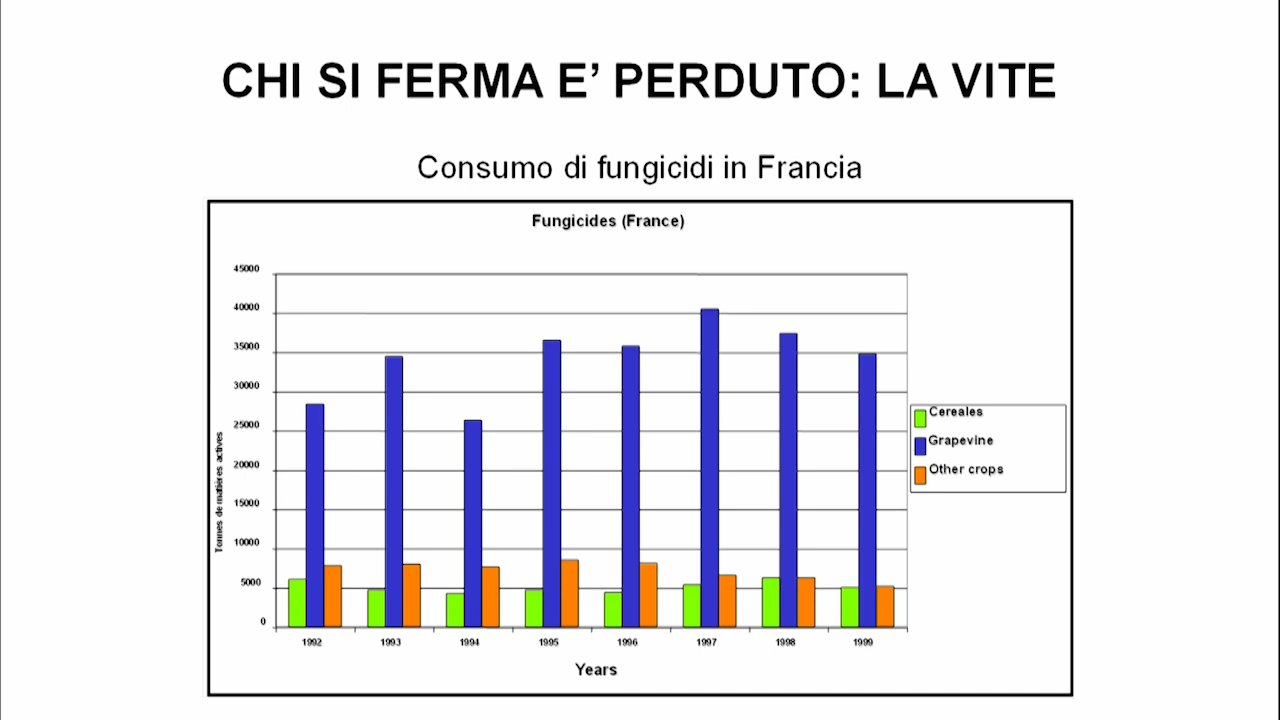 CHI SI FERMA E’ PERDUTO: LA VITE
Consumo di fungicidi in Francia
Fungicides (France)
45000
40000
35000
30000
25000
20000
15000
10000
5000
0
Tonnes de matières actives
1992 1993 1994 1995 1996 1997 1998 1999
Years
Cereales
Grapevine
Other crops